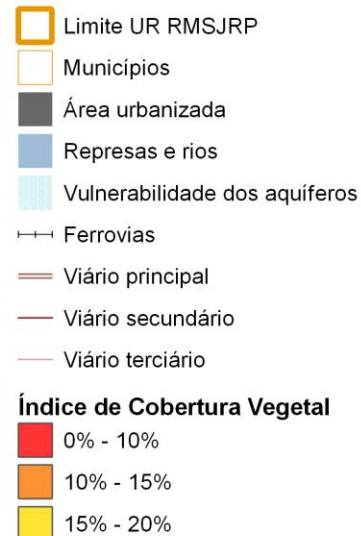 Limite UR RMSJRP
Municípios
Área urbanizada
Represas e rios
Vulnerabilidade dos aquíferos
Ferrovias
Viário principal
Viário secundário
Viário terciário
Índice de Cobertura Vegetal
0% - 10%
10% - 15%
15% - 20%